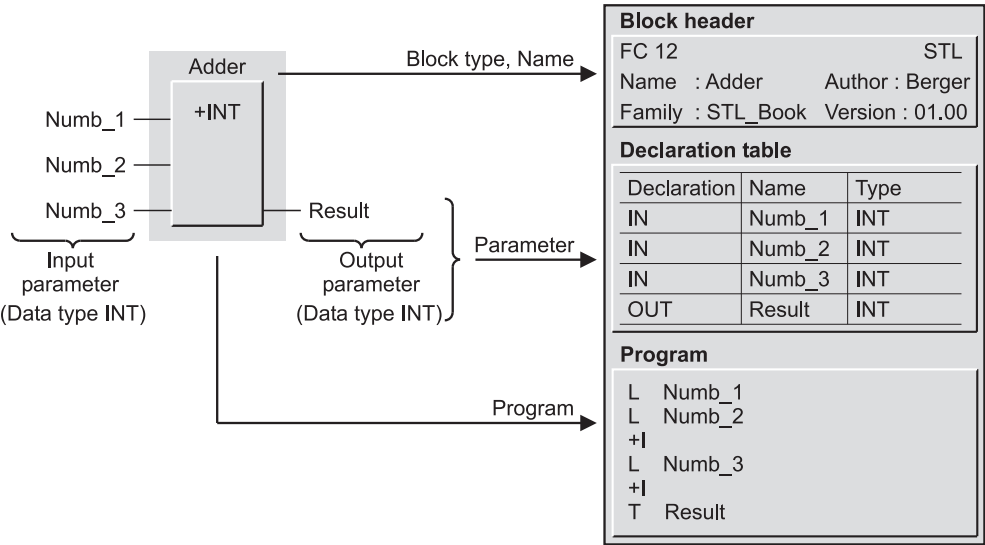 Adder
+INT
Numb_1
Numb_2
Numb_3
Result
Input
parameter
(Data type INT)
Output
parameter
(Data type INT)
Block type, Name
Parameter
Program
Block header
FC 12 STL
Name : Adder Author : Berger
Family : STL_Book Version : 01.00
Declaration table
Declaration Name Type
IN Numb_1 INT
IN Numb_2 INT
IN Numb_3 INT
OUT Result INT
Program
L Numb_1
L Numb_2
+I
L Numb_3
+I
T Result